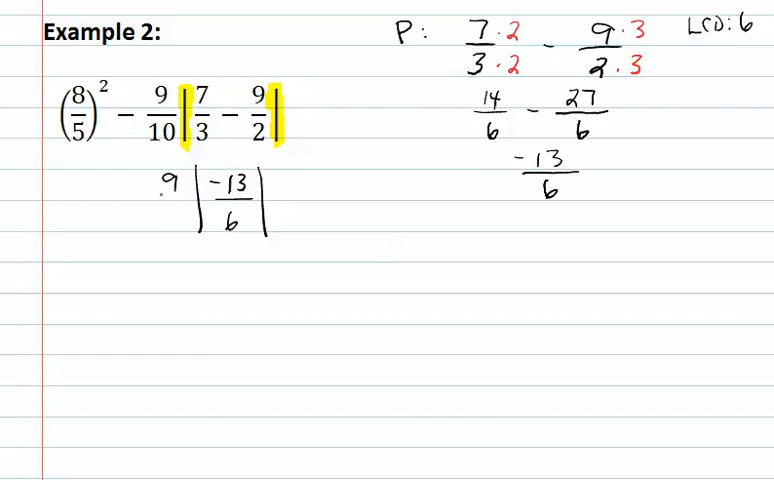 Example 2:
P: 7·2/3·2 − 9·3/2·3 LCD: 6
(8/5)² − 9/10 |7/3 − 9/2|
14/6 − 27/6
-13/6
9 |-13/6|